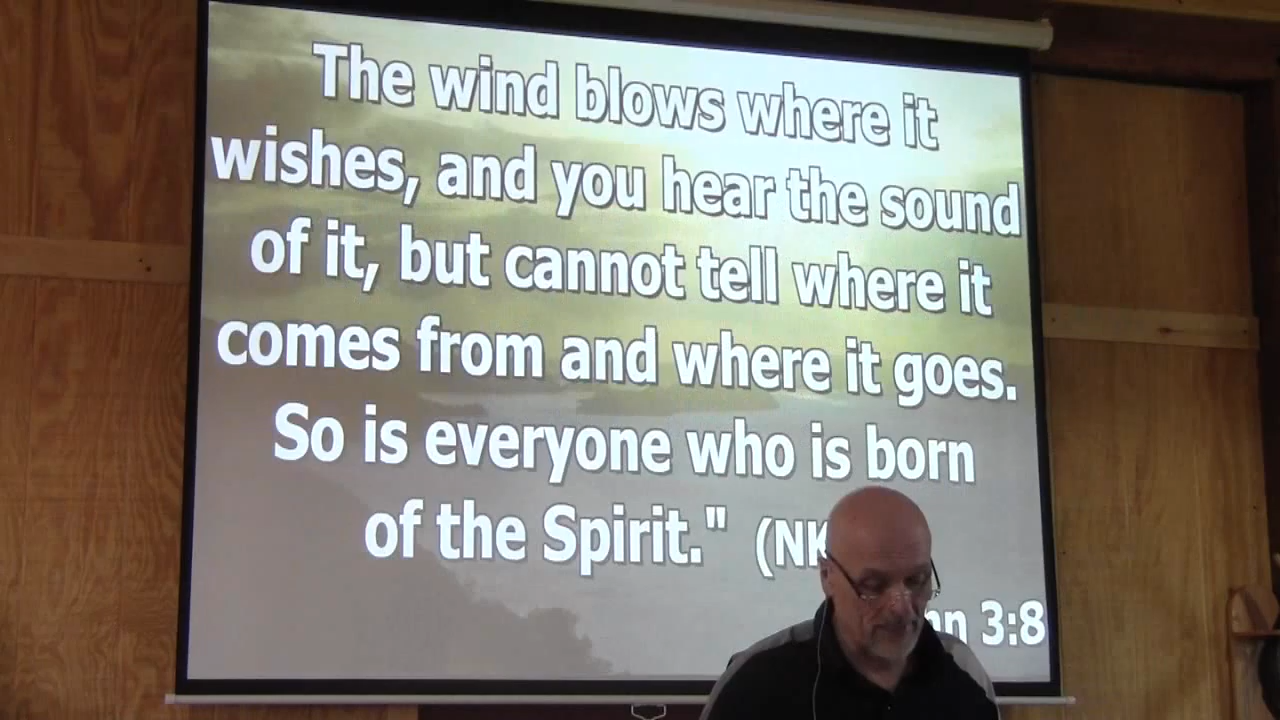 The wind blows where it
wishes, and you hear the sound
of it, but cannot tell where it
comes from and where it goes.
So is everyone who is born
of the Spirit." (NK
3:8